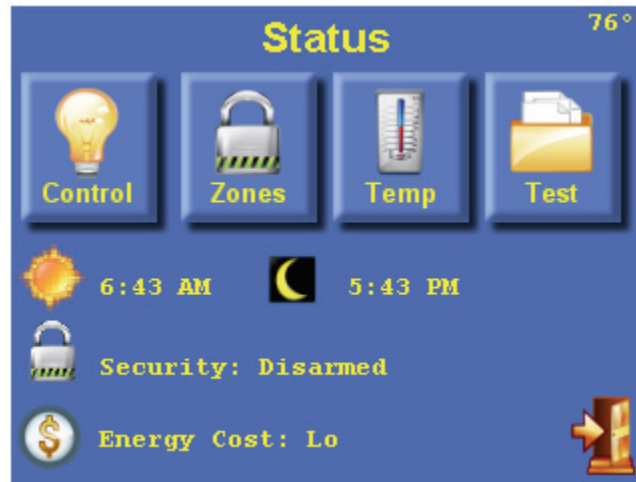 Status
76°
Control
Zones
Temp
Test
6:43 AM
5:43 PM
Security: Disarmed
$
Energy Cost: Lo